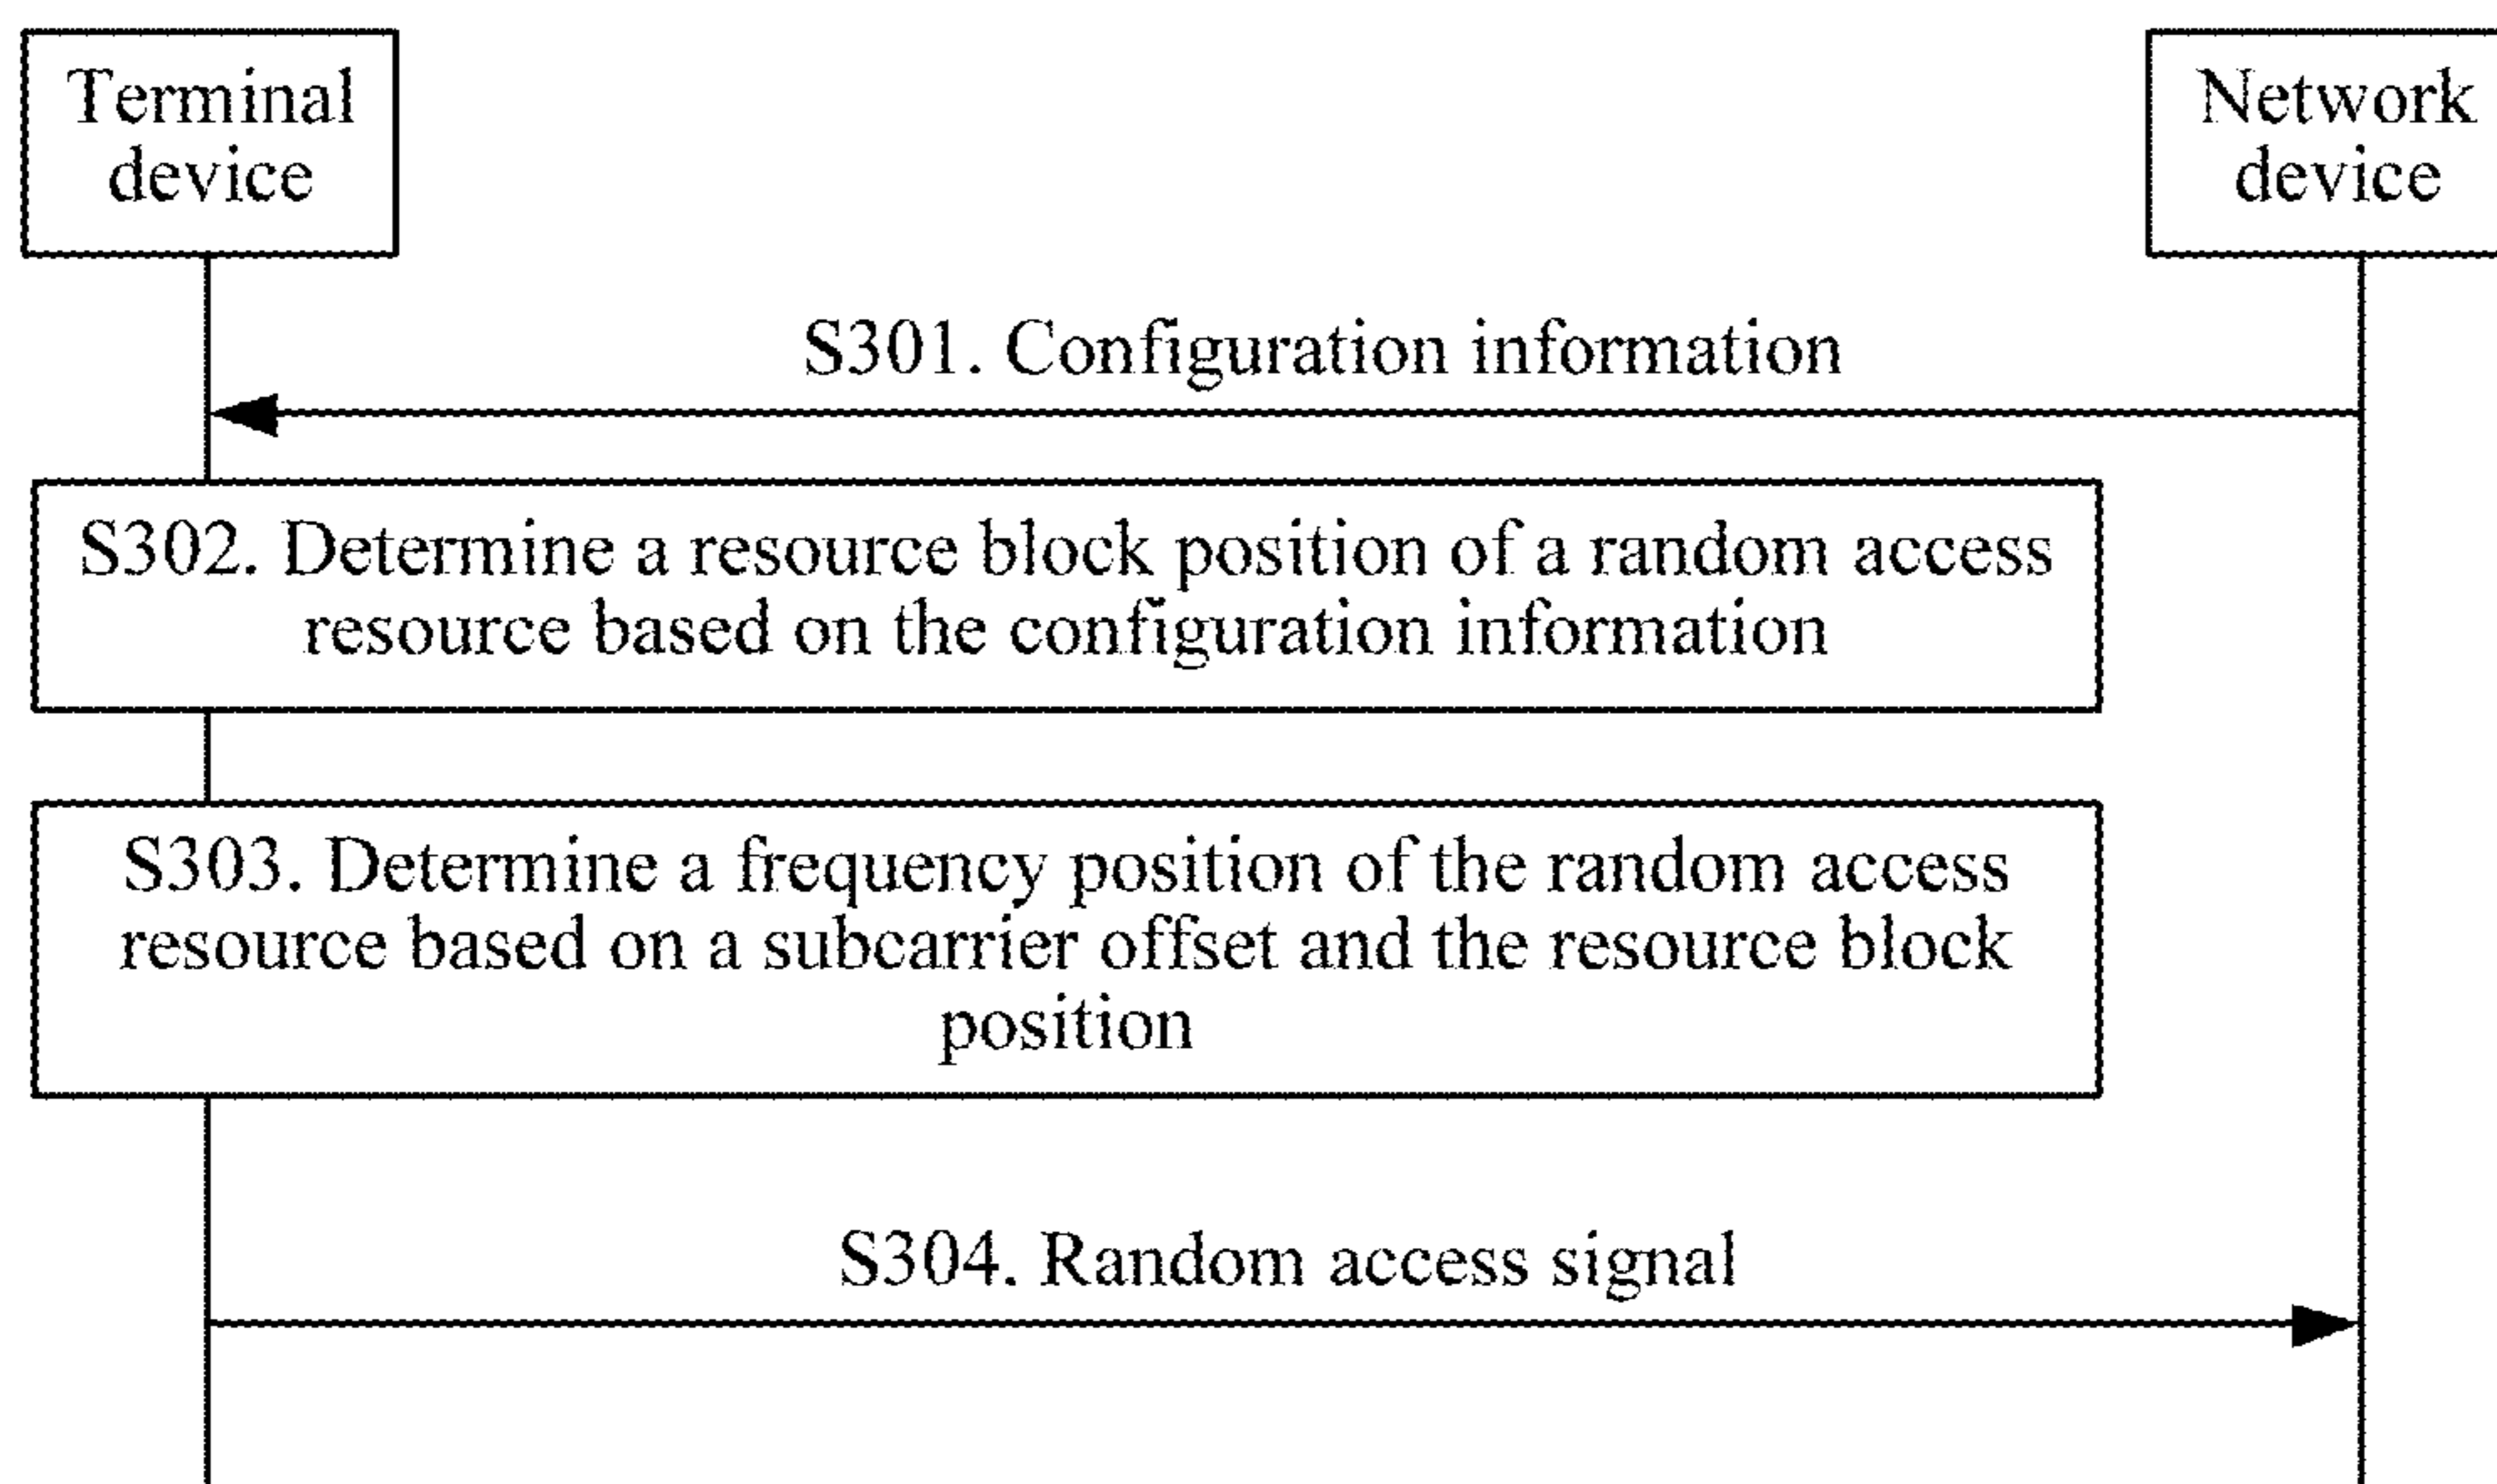 Terminal
device
Network
device
S301. Configuration information
S302. Determine a resource block position of a random access
resource based on the configuration information
S303. Determine a frequency position of the random access
resource based on a subcarrier offset and the resource block
position
S304. Random access signal